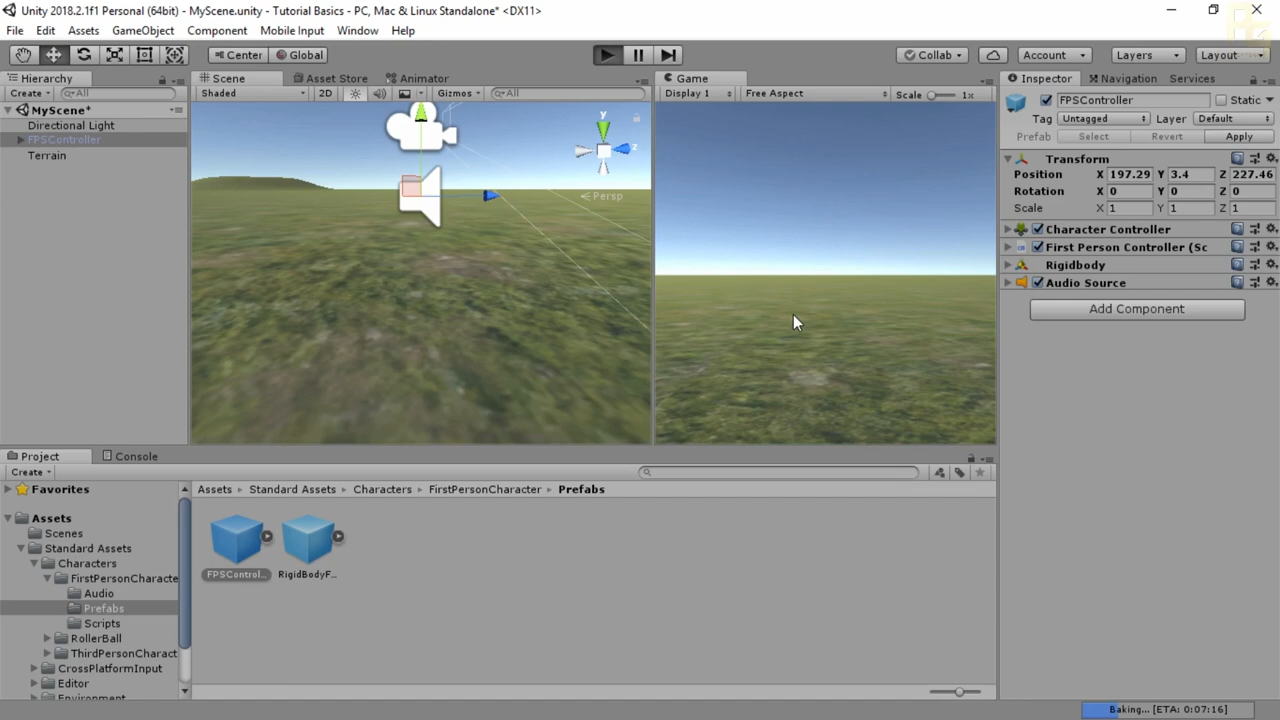 Unity 2018.2.1f1 Personal (64bit) - MyScene.unity - Tutorial Basics - PC, Mac & Linux Standalone* <DX11>
File Edit Assets GameObject Component Mobile Input Window Help
Center Global Collab Account Layers Layout
Hierarchy
Create All
MyScene*
Directional Light
FPSController
Terrain
Scene Asset Store Animator
Shaded 2D Gizmos All
y
z
Persp
Game
Display 1 Free Aspect Scale 1x
Inspector Navigation Services
FPSController Static
Tag Untagged Layer Default
Prefab Select Revert Apply
Transform
Position X 197.29 Y 3.4 Z 227.46
Rotation X 0 Y 0 Z 0
Scale X 1 Y 1 Z 1
Character Controller
First Person Controller (Sc
Rigidbody
Audio Source
Add Component
Project Console
Create
Favorites
Assets
Scenes
Standard Assets
Characters
FirstPersonCharacte
Audio
Prefabs
Scripts
RollerBall
ThirdPersonCharact
CrossPlatformInput
Editor
Environment
Assets Standard Assets Characters FirstPersonCharacter Prefabs
FPSControl... RigidBodyF...
Baking... [ETA: 0:07:16]